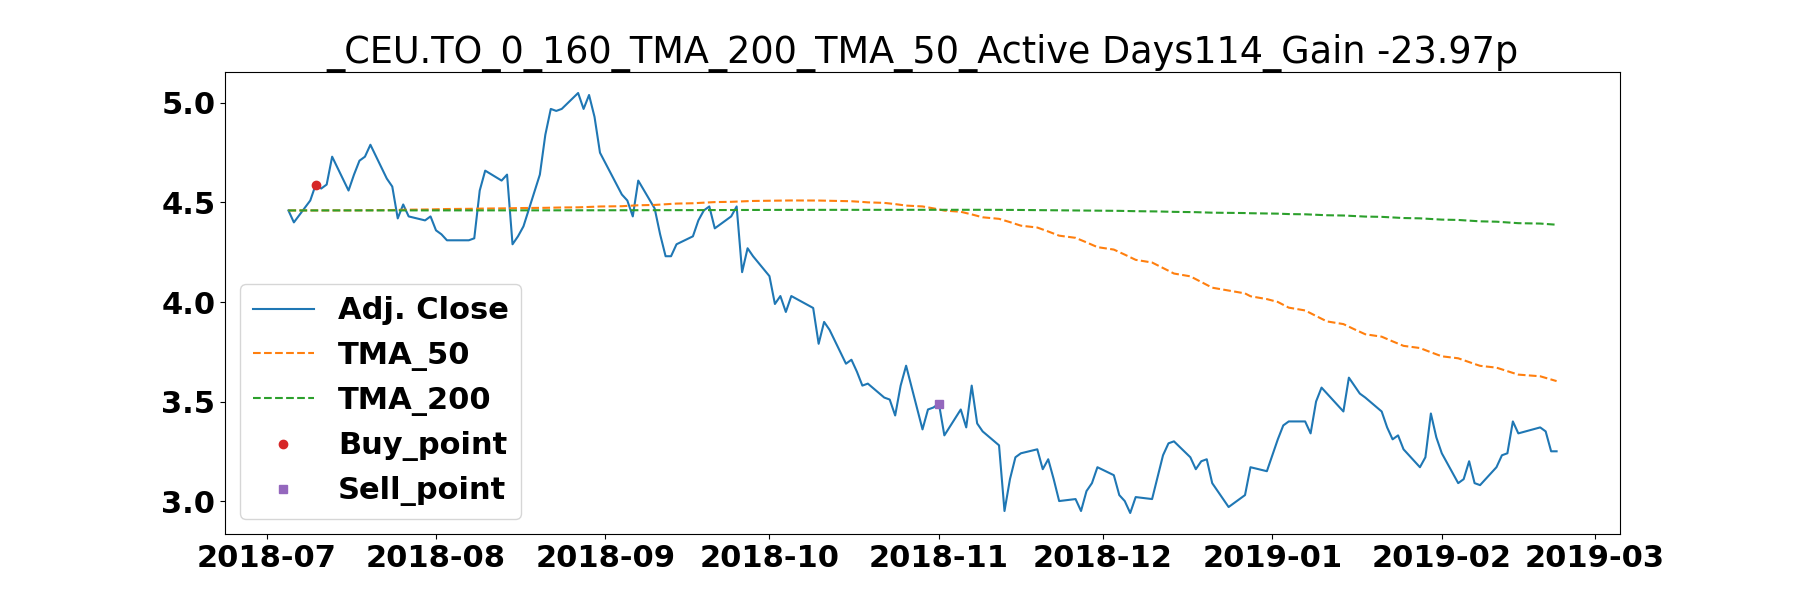 _CEU.TO_0_160_TMA_200_TMA_50_Active Days114_Gain -23.97p
5.0
4.5
4.0
3.5
3.0
Adj. Close
TMA_50
TMA_200
Buy_point
Sell_point
2018-07 2018-08 2018-09 2018-10 2018-11 2018-12 2019-01 2019-02 2019-03